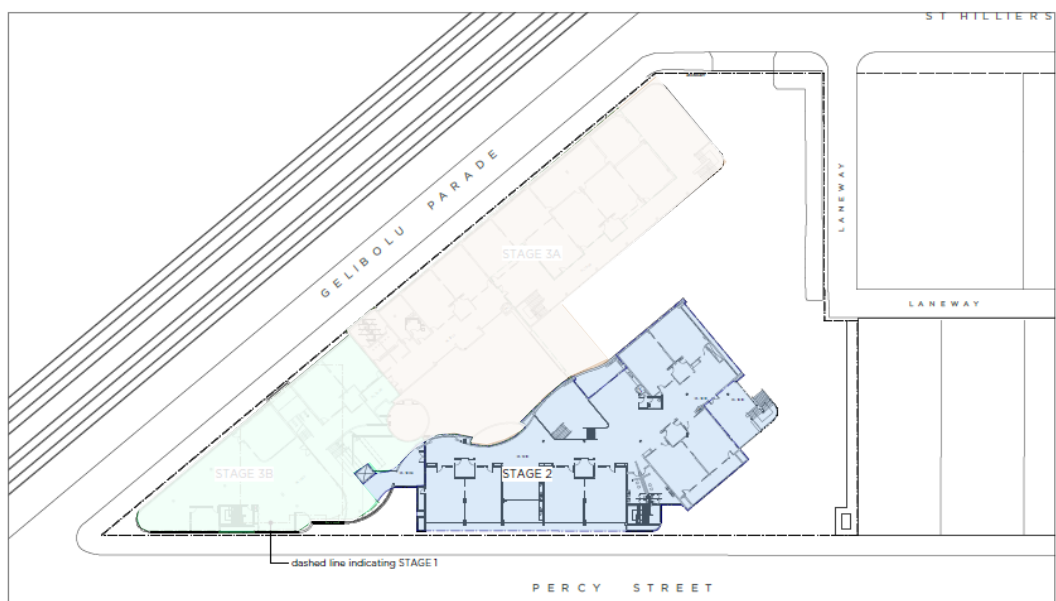 ST HILLIERS
GELIBOLU PARADE
LANEWAY
STAGE 3A
LANEWAY
STAGE 3B
STAGE 2
dashed line indicating STAGE 1
PERCY STREET